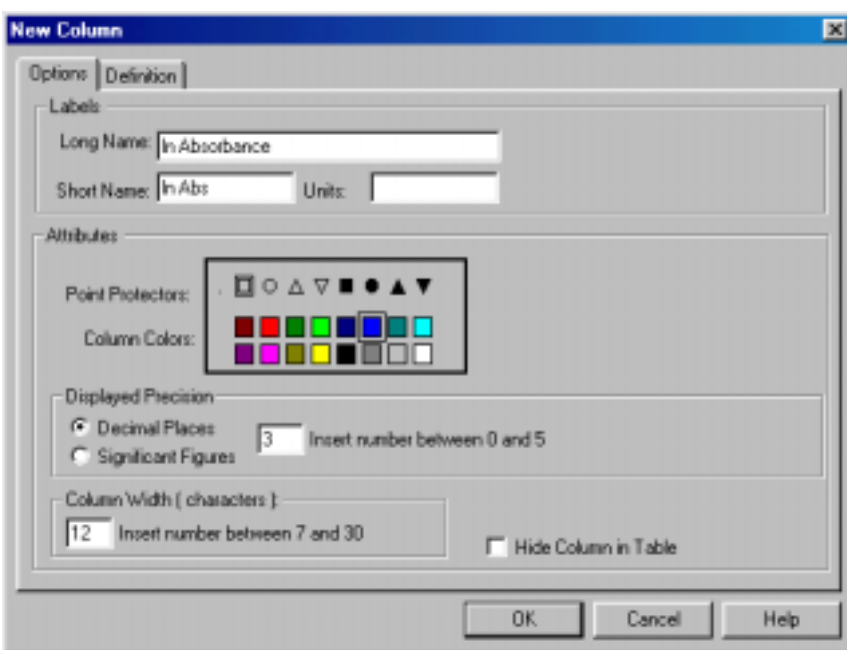 New Column
Options Definition
Labels
Long Name: ln Absorbance
Short Name: ln Abs Units:
Attributes
Point Protectors:
Column Colors:
Displayed Precision
Decimal Places
3 Insert number between 0 and 5
Significant Figures
Column Width ( characters ):
12 Insert number between 7 and 30
Hide Column in Table
OK Cancel Help